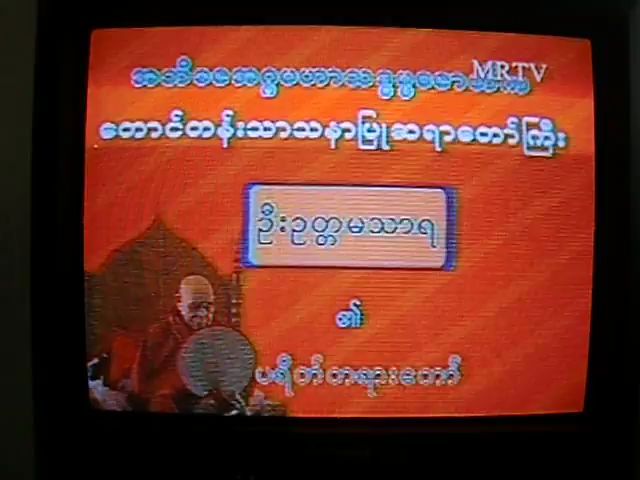 MRTV
အဘိဓဇအဂ္ဂမဟာသဒ္ဓမ္မဇောတိက
တောင်တန်းသာသနာပြုဆရာတော်ကြီး
ဦးဥတ္တမသာရ
၏
ပရိတ်တရားတော်